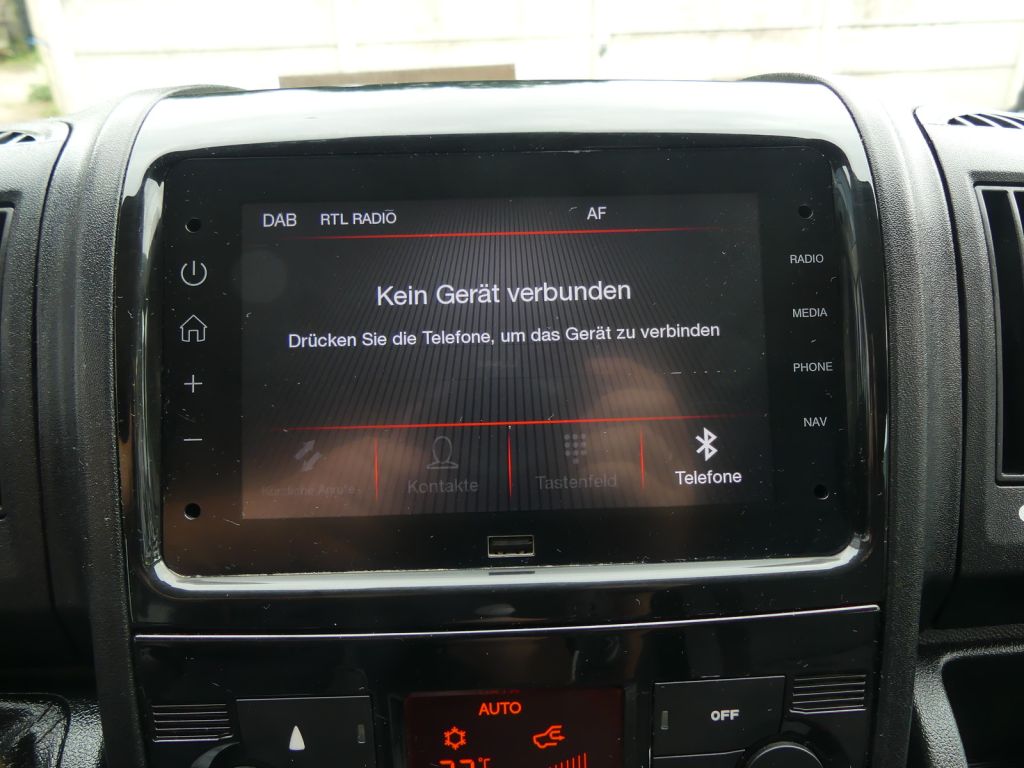 DAB RTL RADIO AF
RADIO
Kein Gerät verbunden
MEDIA
Drücken Sie die Telefone, um das Gerät zu verbinden
PHONE
NAV
Kontakte Tastenfeld Telefone
AUTO
OFF